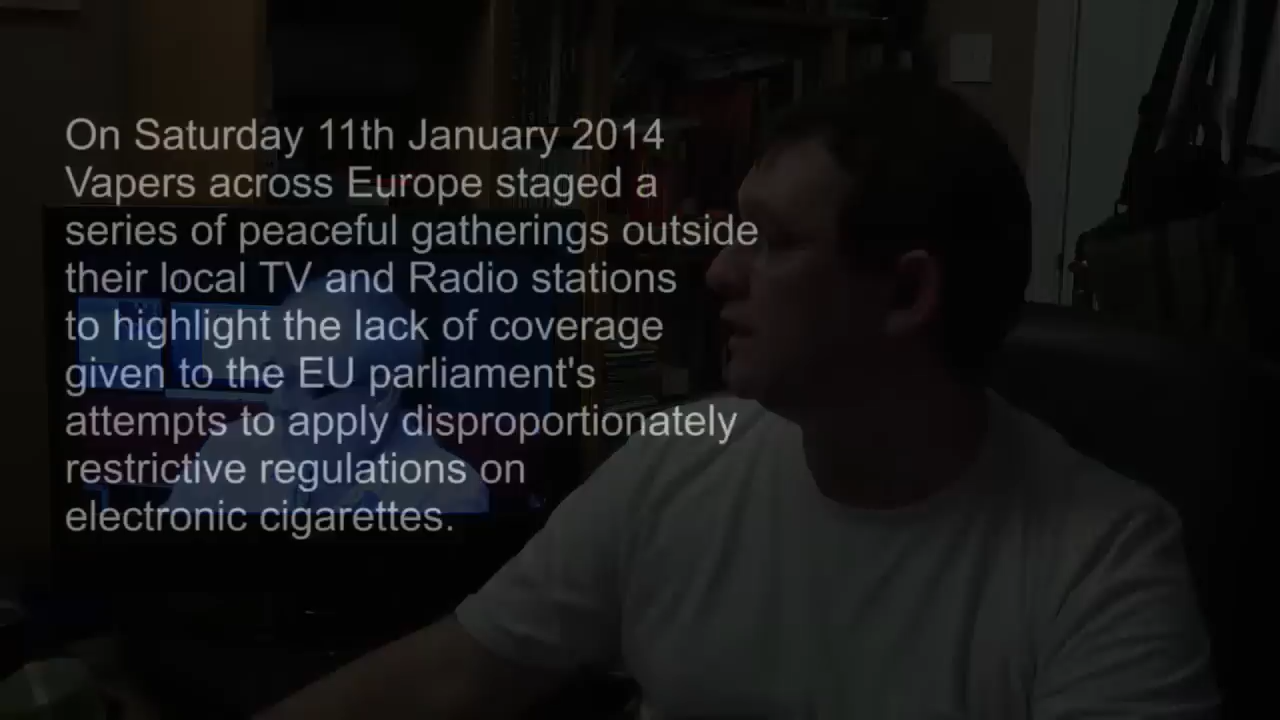 On Saturday 11th January 2014
Vapers across Europe staged a
series of peaceful gatherings outside
their local TV and Radio stations
to highlight the lack of coverage
given to the EU parliament's
attempts to apply disproportionately
restrictive regulations on
electronic cigarettes.